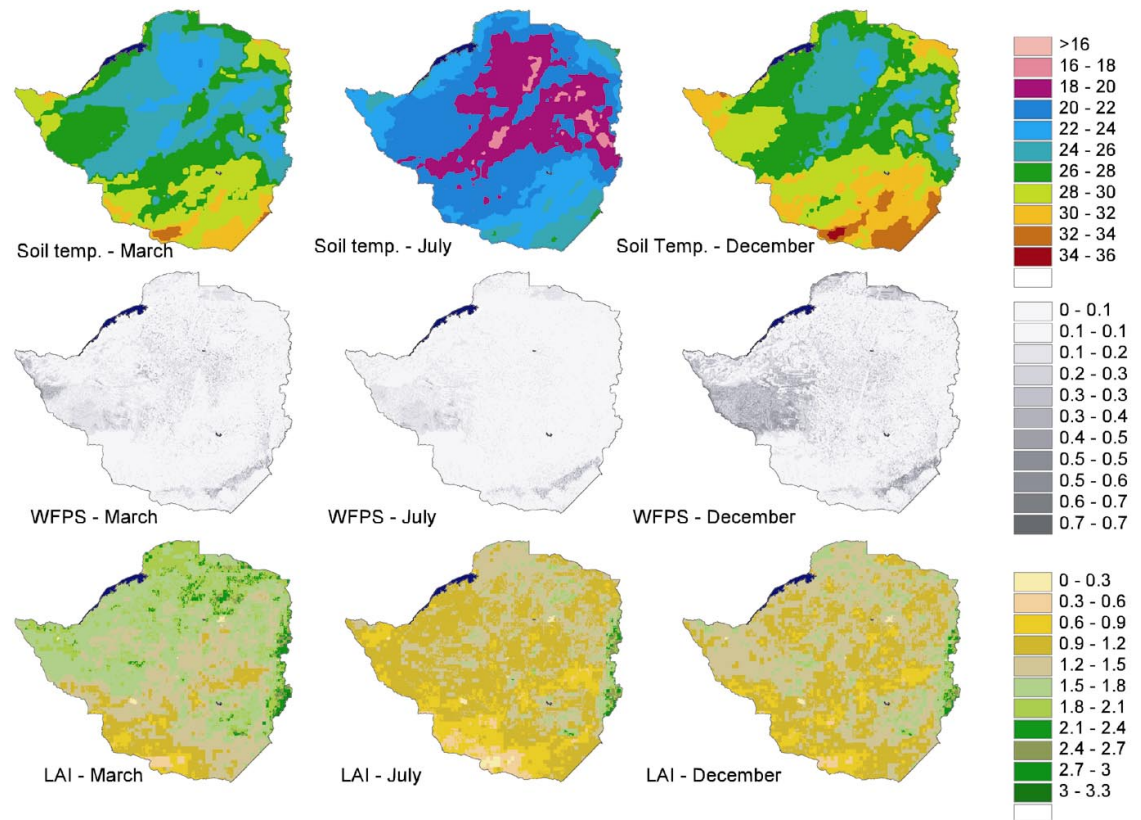 Soil temp. - March
Soil temp. - July
Soil Temp. - December
>16
16 - 18
18 - 20
20 - 22
22 - 24
24 - 26
26 - 28
28 - 30
30 - 32
32 - 34
34 - 36
WFPS - March
WFPS - July
WFPS - December
0 - 0.1
0.1 - 0.1
0.1 - 0.2
0.2 - 0.3
0.3 - 0.3
0.3 - 0.4
0.4 - 0.5
0.5 - 0.5
0.5 - 0.6
0.6 - 0.7
0.7 - 0.7
LAI - March
LAI - July
LAI - December
0 - 0.3
0.3 - 0.6
0.6 - 0.9
0.9 - 1.2
1.2 - 1.5
1.5 - 1.8
1.8 - 2.1
2.1 - 2.4
2.4 - 2.7
2.7 - 3
3 - 3.3